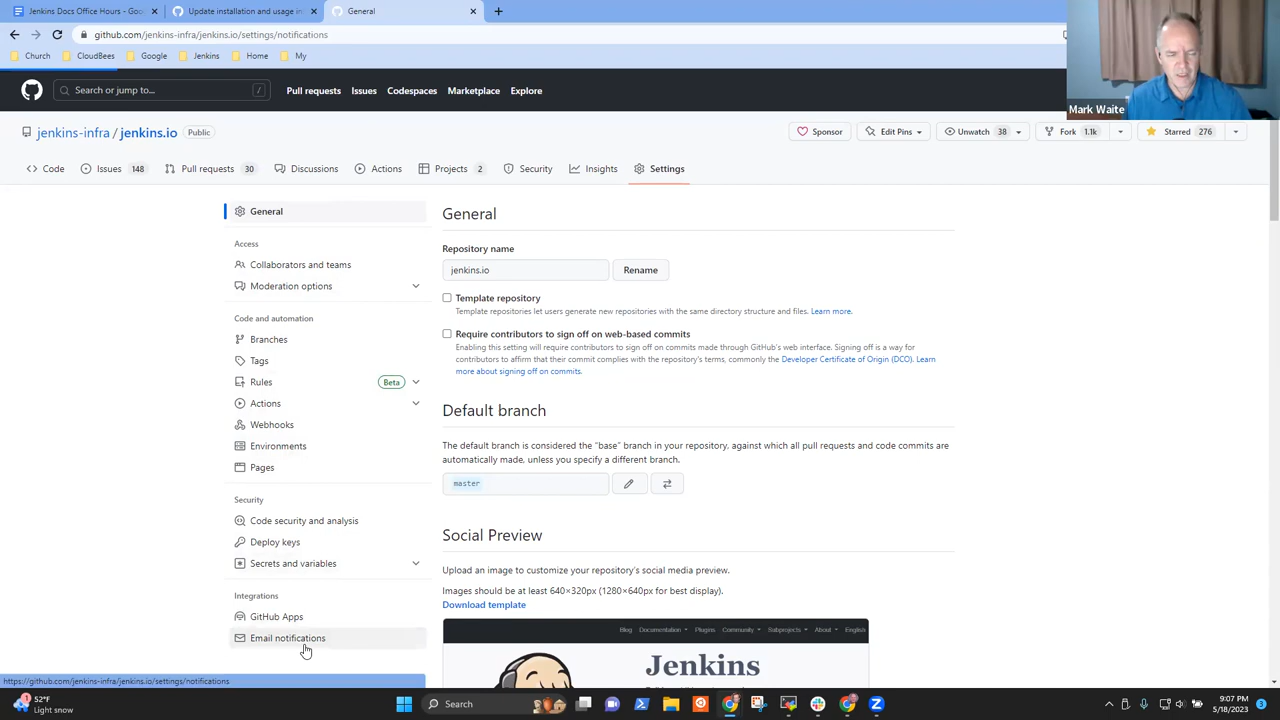 Jenkins Docs Office Hours - Goo
Update installation and usage in
General
github.com/jenkins-infra/jenkins.io/settings/notifications
Church
CloudBees
Google
Jenkins
Home
My
Mark Waite
Search or jump to...
/
Pull requests
Issues
Codespaces
Marketplace
Explore
jenkins-infra / jenkins.io
Public
Sponsor
Edit Pins
Unwatch 38
Fork 1.1k
Starred 276
Code
Issues 148
Pull requests 30
Discussions
Actions
Projects 2
Security
Insights
Settings
General
Access
Collaborators and teams
Moderation options
Code and automation
Branches
Tags
Rules Beta
Actions
Webhooks
Environments
Pages
Security
Code security and analysis
Deploy keys
Secrets and variables
Integrations
GitHub Apps
Email notifications
General
Repository name
jenkins.io
Rename
Template repository
Template repositories let users generate new repositories with the same directory structure and files. Learn more.
Require contributors to sign off on web-based commits
Enabling this setting will require contributors to sign off on commits made through GitHub's web interface. Signing off is a way for
contributors to affirm that their commit complies with the repository's terms, commonly the Developer Certificate of Origin (DCO). Learn
more about signing off on commits.
Default branch
The default branch is considered the "base" branch in your repository, against which all pull requests and code commits are
automatically made, unless you specify a different branch.
master
Social Preview
Upload an image to customize your repository's social media preview.
Images should be at least 640×320px (1280×640px for best display).
Download template
Blog Documentation Plugins Community Subprojects About English
Jenkins
https://github.com/jenkins-infra/jenkins.io/settings/notifications
52°F
Light snow
Search
9:07 PM
5/18/2023
3